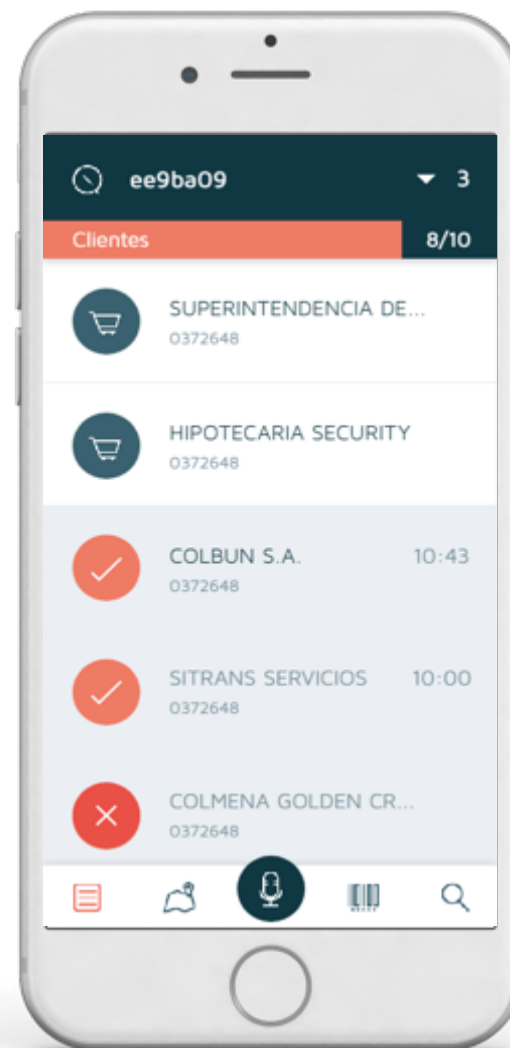 ee9ba09 3
Clientes 8/10
SUPERINTENDENCIA DE...
0372648
HIPOTECARIA SECURITY
0372648
COLBUN S.A. 10:43
0372648
SITRANS SERVICIOS 10:00
0372648
COLMENA GOLDEN CR...
0372648